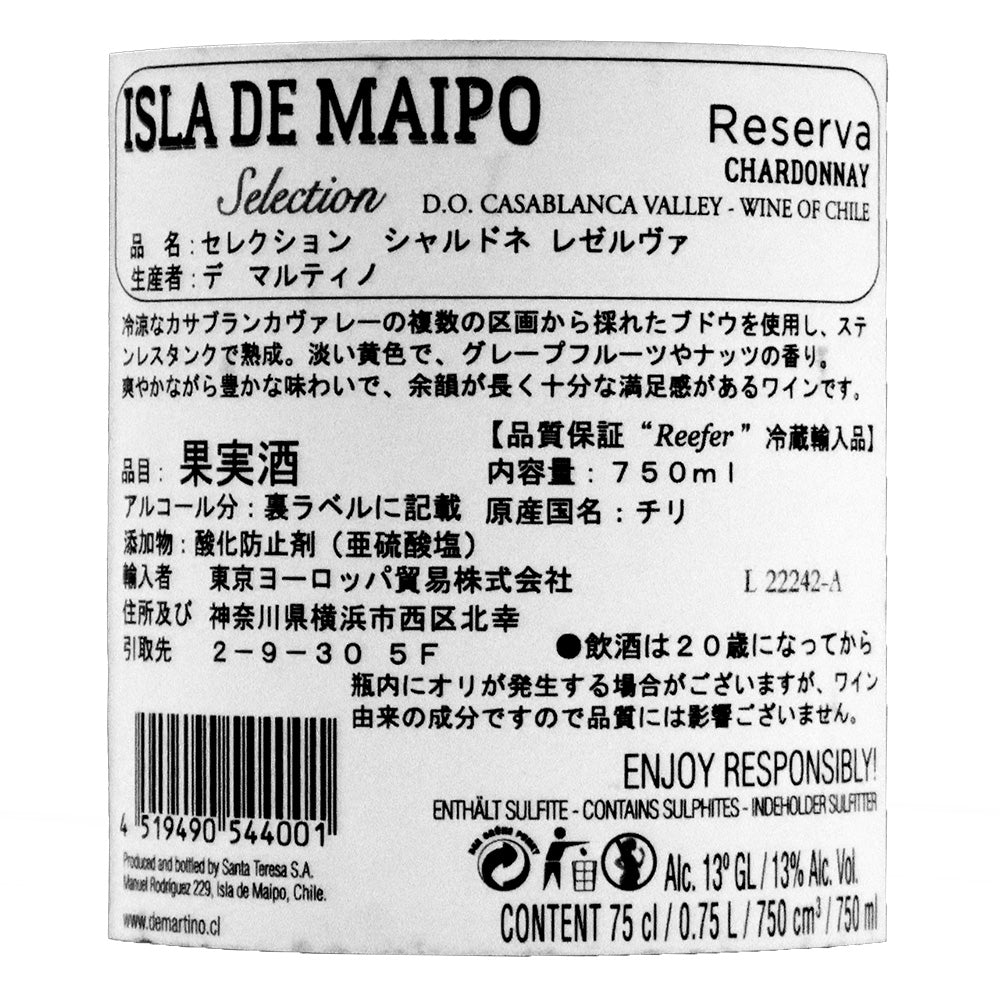 ISLA DE MAIPO
Reserva
CHARDONNAY
Selection
D.O. CASABLANCA VALLEY - WINE OF CHILE
品 名：セレクション シャルドネ レゼルヴァ
生産者：デ マルティノ
冷涼なカサブランカヴァレーの複数の区画から採れたブドウを使用し、ステ
ンレスタンクで熟成。淡い黄色で、グレープフルーツやナッツの香り。
爽やかながら豊かな味わいで、余韻が長く十分な満足感があるワインです。
【品質保証 “Reefer” 冷蔵輸入品】
品目：果実酒
内容量：７５０ｍｌ
アルコール分：裏ラベルに記載 原産国名：チリ
添加物：酸化防止剤（亜硫酸塩）
輸入者 東京ヨーロッパ貿易株式会社
L 22242-A
住所及び 神奈川県横浜市西区北幸
引取先 ２－９－３０ ５Ｆ
●飲酒は２０歳になってから
瓶内にオリが発生する場合がございますが、ワイン
由来の成分ですので品質には影響ございません。
ENJOY RESPONSIBLY!
ENTHÄLT SULFITE - CONTAINS SULPHITES - INDEHOLDER SULFITTER
4 519490 544001
Produced and bottled by Santa Teresa S.A.
Manuel Rodríguez 229, Isla de Maipo, Chile.
www.demartino.cl
Alc. 13º GL / 13% Alc. Vol.
CONTENT 75 cl / 0.75 L / 750 cm³ / 750 ml